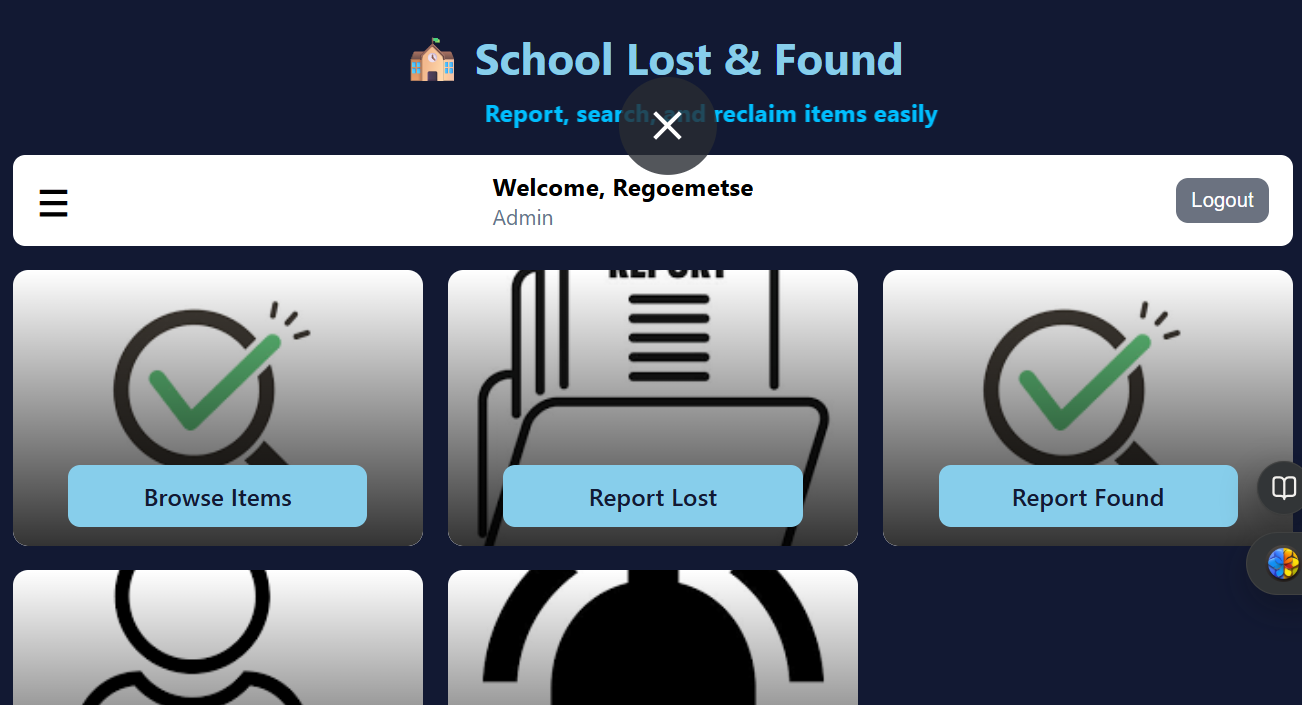 School Lost & Found
Report, search, and reclaim items easily
Welcome, Regoemetse
Admin
Logout
REPORT
Browse Items
Report Lost
Report Found